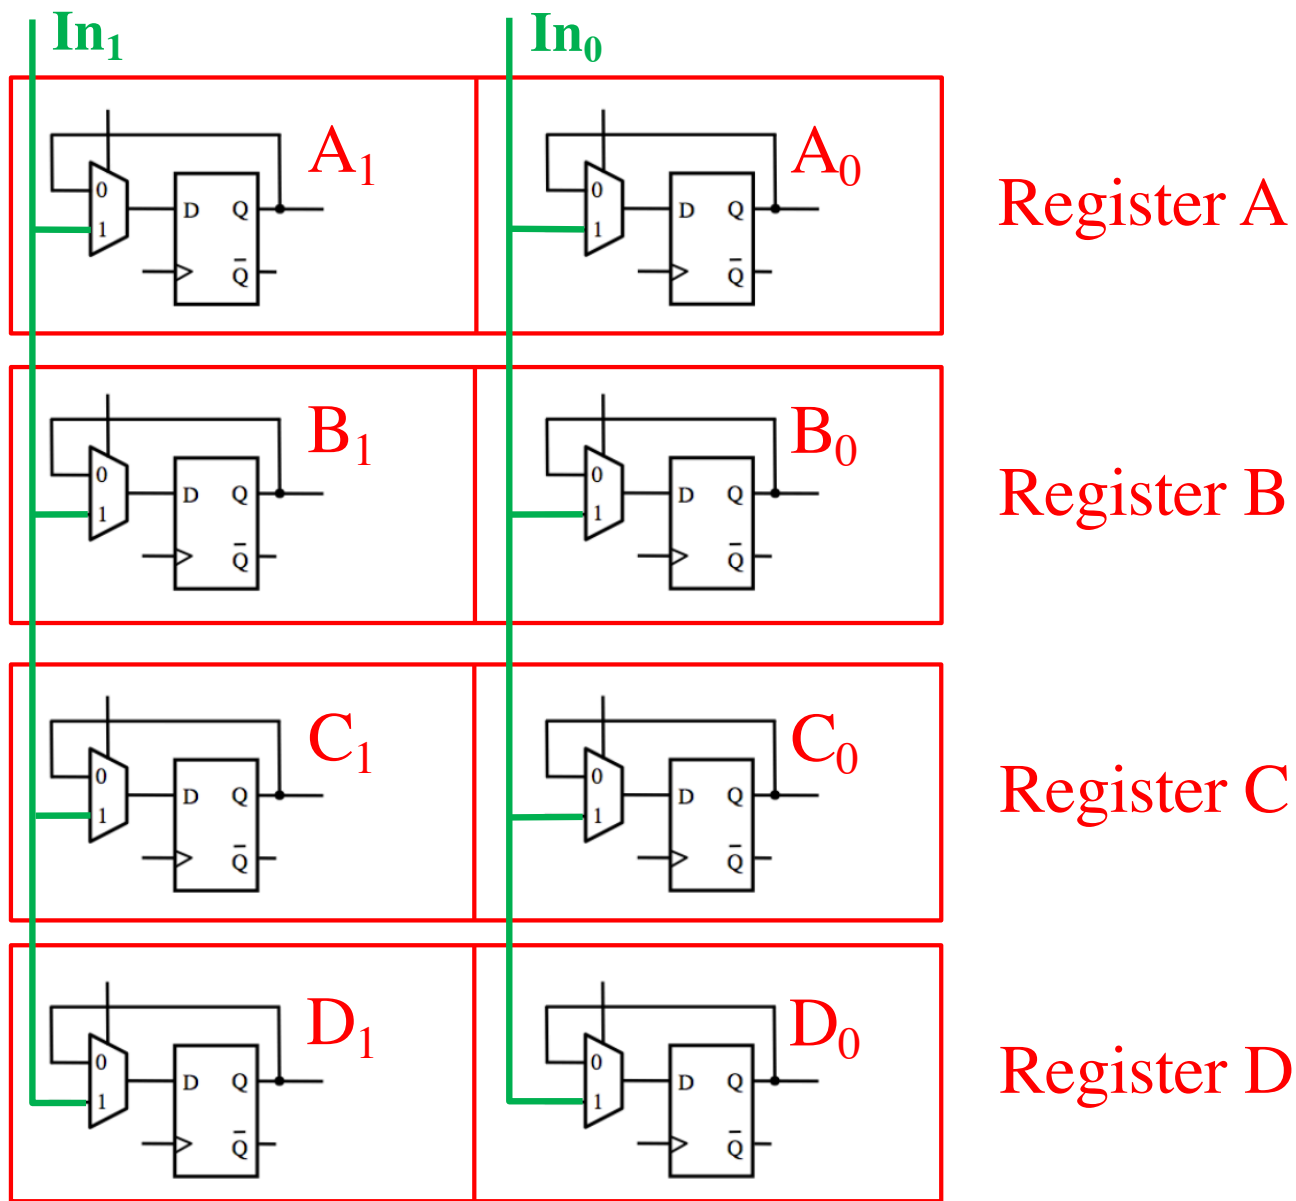 In₁ In₀
A₁ A₀
0 0
D Q D Q
1 1
Q̅ Q̅
Register A
B₁ B₀
0 0
D Q D Q
1 1
Q̅ Q̅
Register B
C₁ C₀
0 0
D Q D Q
1 1
Q̅ Q̅
Register C
D₁ D₀
0 0
D Q D Q
1 1
Q̅ Q̅
Register D